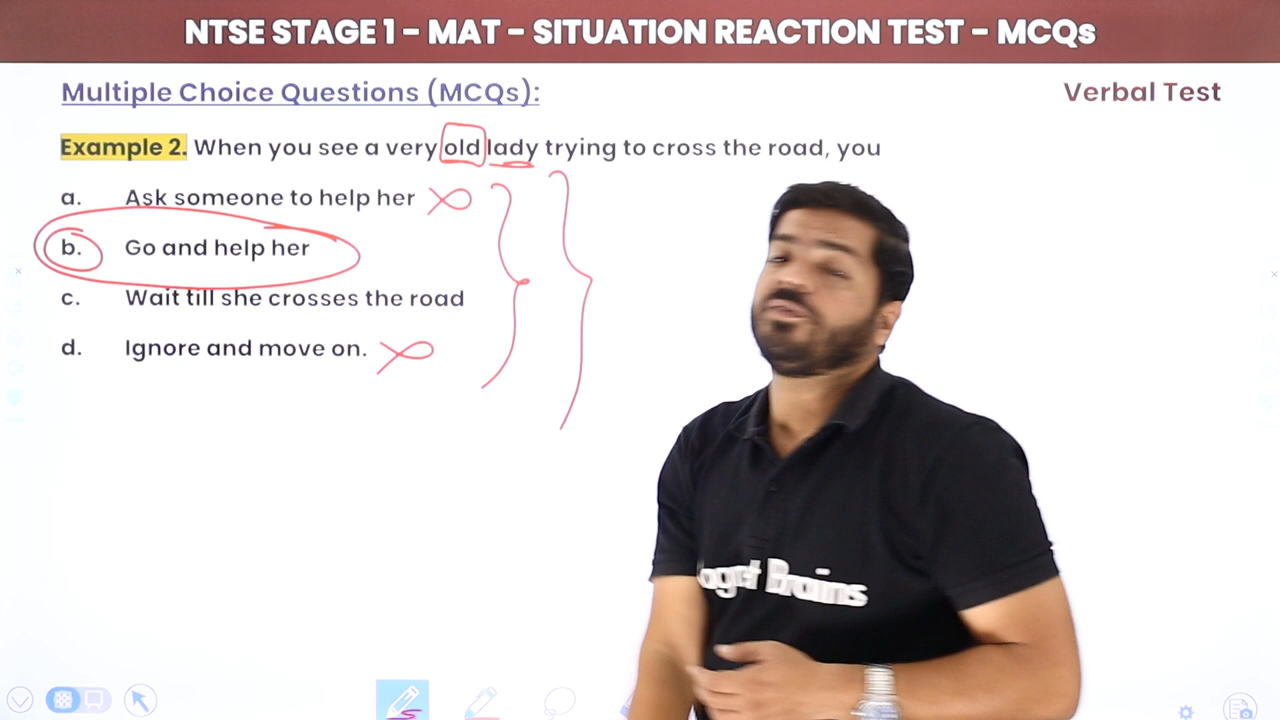 NTSE STAGE 1 – MAT – SITUATION REACTION TEST – MCQs
Multiple Choice Questions (MCQs):
Verbal Test
Example 2. When you see a very old lady trying to cross the road, you
a. Ask someone to help her
b. Go and help her
c. Wait till she crosses the road
d. Ignore and move on.
Brains